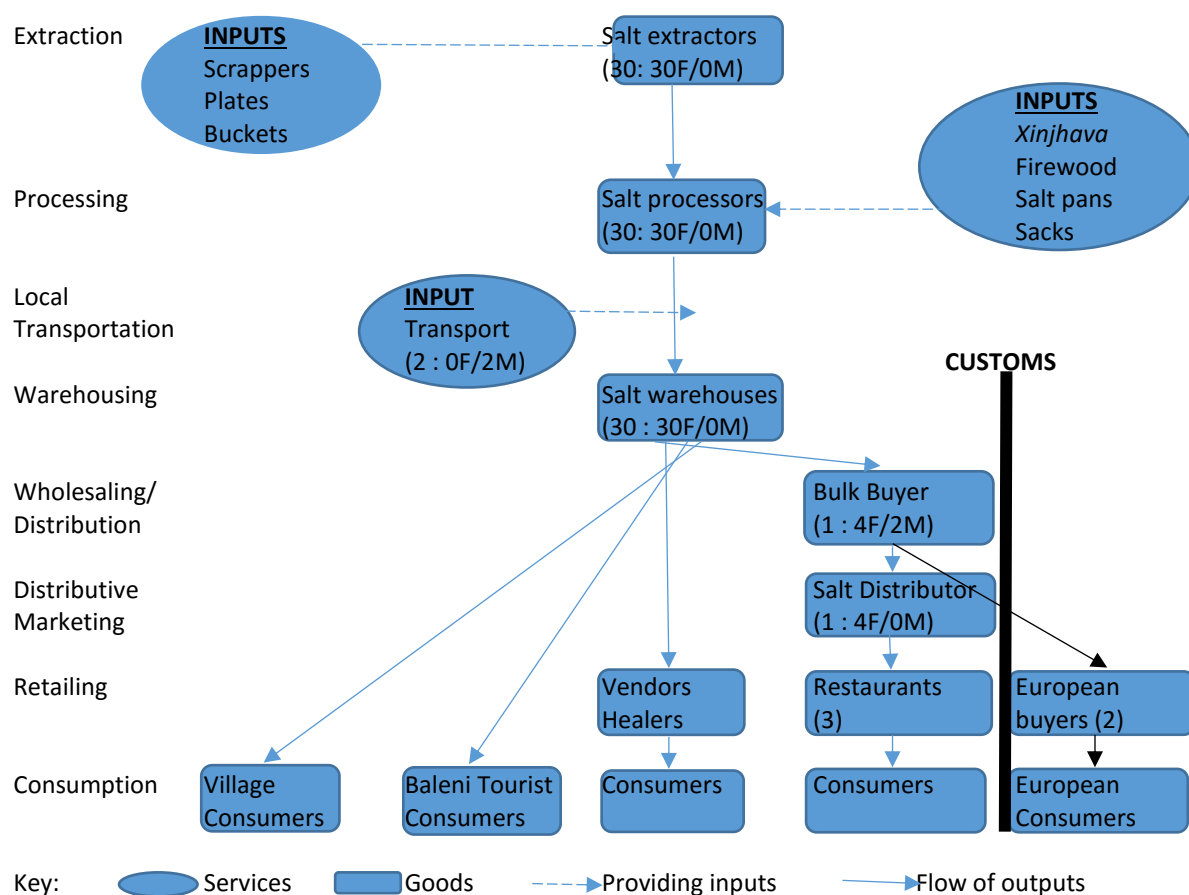 Extraction
INPUTS
Scrappers
Plates
Buckets
Salt extractors
(30: 30F/0M)
INPUTS
Xinjhava
Firewood
Salt pans
Sacks
Processing
Salt processors
(30: 30F/0M)
Local
Transportation
INPUT
Transport
(2 : 0F/2M)
CUSTOMS
Warehousing
Salt warehouses
(30 : 30F/0M)
Wholesaling/
Distribution
Bulk Buyer
(1 : 4F/2M)
Distributive
Marketing
Salt Distributor
(1 : 4F/0M)
Retailing
Vendors
Healers
Restaurants
(3)
European
buyers (2)
Consumption
Village
Consumers
Baleni Tourist
Consumers
Consumers
Consumers
European
Consumers
Key: Services Goods Providing inputs Flow of outputs